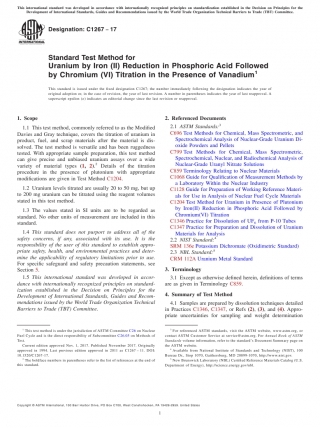 This international standard was developed in accordance with internationally recognized principles on standardization established in the Decision on Principles for the
Development of International Standards, Guides and Recommendations issued by the World Trade Organization Technical Barriers to Trade (TBT) Committee.
Designation: C1267 − 17
Standard Test Method for
Uranium by Iron (II) Reduction in Phosphoric Acid Followed
by Chromium (VI) Titration in the Presence of Vanadium1
This standard is issued under the fixed designation C1267; the number immediately following the designation indicates the year of
original adoption or, in the case of revision, the year of last revision. A number in parentheses indicates the year of last reapproval. A
superscript epsilon (ε) indicates an editorial change since the last revision or reapproval.
1. Scope
1.1 This test method, commonly referred to as the Modified
Davies and Gray technique, covers the titration of uranium in
product, fuel, and scrap materials after the material is dis-
solved. The test method is versatile and has been ruggedness
tested. With appropriate sample preparation, this test method
can give precise and unbiased uranium assays over a wide
variety of material types (1, 2).2 Details of the titration
procedure in the presence of plutonium with appropriate
modifications are given in Test Method C1204.
1.2 Uranium levels titrated are usually 20 to 50 mg, but up
to 200 mg uranium can be titrated using the reagent volumes
stated in this test method.
1.3 The values stated in SI units are to be regarded as
standard. No other units of measurement are included in this
standard.
1.4 This standard does not purport to address all of the
safety concerns, if any, associated with its use. It is the
responsibility of the user of this standard to establish appro-
priate safety, health, and environmental practices and deter-
mine the applicability of regulatory limitations prior to use.
For specific safeguard and safety precaution statements, see
Section 5.
1.5 This international standard was developed in accor-
dance with internationally recognized principles on standard-
ization established in the Decision on Principles for the
Development of International Standards, Guides and Recom-
mendations issued by the World Trade Organization Technical
Barriers to Trade (TBT) Committee.
1 This test method is under the jurisdiction of ASTM Committee C26 on Nuclear
Fuel Cycle and is the direct responsibility of Subcommittee C26.05 on Methods of
Test.
Current edition approved Nov. 1, 2017. Published November 2017. Originally
approved in 1994. Last previous edition approved in 2011 as C1267 – 11. DOI:
10.1520/C1267-17.
2 The boldface numbers in parentheses refer to the list of references at the end of
this standard.
2. Referenced Documents
2.1 ASTM Standards:3
C696 Test Methods for Chemical, Mass Spectrometric, and
Spectrochemical Analysis of Nuclear-Grade Uranium Di-
oxide Powders and Pellets
C799 Test Methods for Chemical, Mass Spectrometric,
Spectrochemical, Nuclear, and Radiochemical Analysis of
Nuclear-Grade Uranyl Nitrate Solutions
C859 Terminology Relating to Nuclear Materials
C1068 Guide for Qualification of Measurement Methods by
a Laboratory Within the Nuclear Industry
C1128 Guide for Preparation of Working Reference Materi-
als for Use in Analysis of Nuclear Fuel Cycle Materials
C1204 Test Method for Uranium in Presence of Plutonium
by Iron(II) Reduction in Phosphoric Acid Followed by
Chromium(VI) Titration
C1346 Practice for Dissolution of UF6 from P-10 Tubes
C1347 Practice for Preparation and Dissolution of Uranium
Materials for Analysis
2.2 NIST Standard:4
SRM 136e Potassium Dichromate (Oxidimetric Standard)
2.3 NBL Standard:5
CRM 112A Uranium Metal Standard
3. Terminology
3.1 Except as otherwise defined herein, definitions of terms
are as given in Terminology C859.
4. Summary of Test Method
4.1 Samples are prepared by dissolution techniques detailed
in Practices C1346, C1347, or Refs (2), (3), and (4). Appro-
priate uncertainties for sampling and weight determination
3 For referenced ASTM standards, visit the ASTM website, www.astm.org, or
contact ASTM Customer Service at service@astm.org. For Annual Book of ASTM
Standards volume information, refer to the standard's Document Summary page on
the ASTM website.
4 Available from National Institute of Standards and Technology (NIST), 100
Bureau Dr., Stop 1070, Gaithersburg, MD 20899-1070, http://www.nist.gov.
5 New Brunswick Laboratory (NBL) Certified Reference Materials Catalog (U.S.
Department of Energy), http://science.energy.gov/nbl.
Copyright © ASTM International, 100 Barr Harbor Drive, PO Box C700, West Conshohocken, PA 19428-2959. United States
1